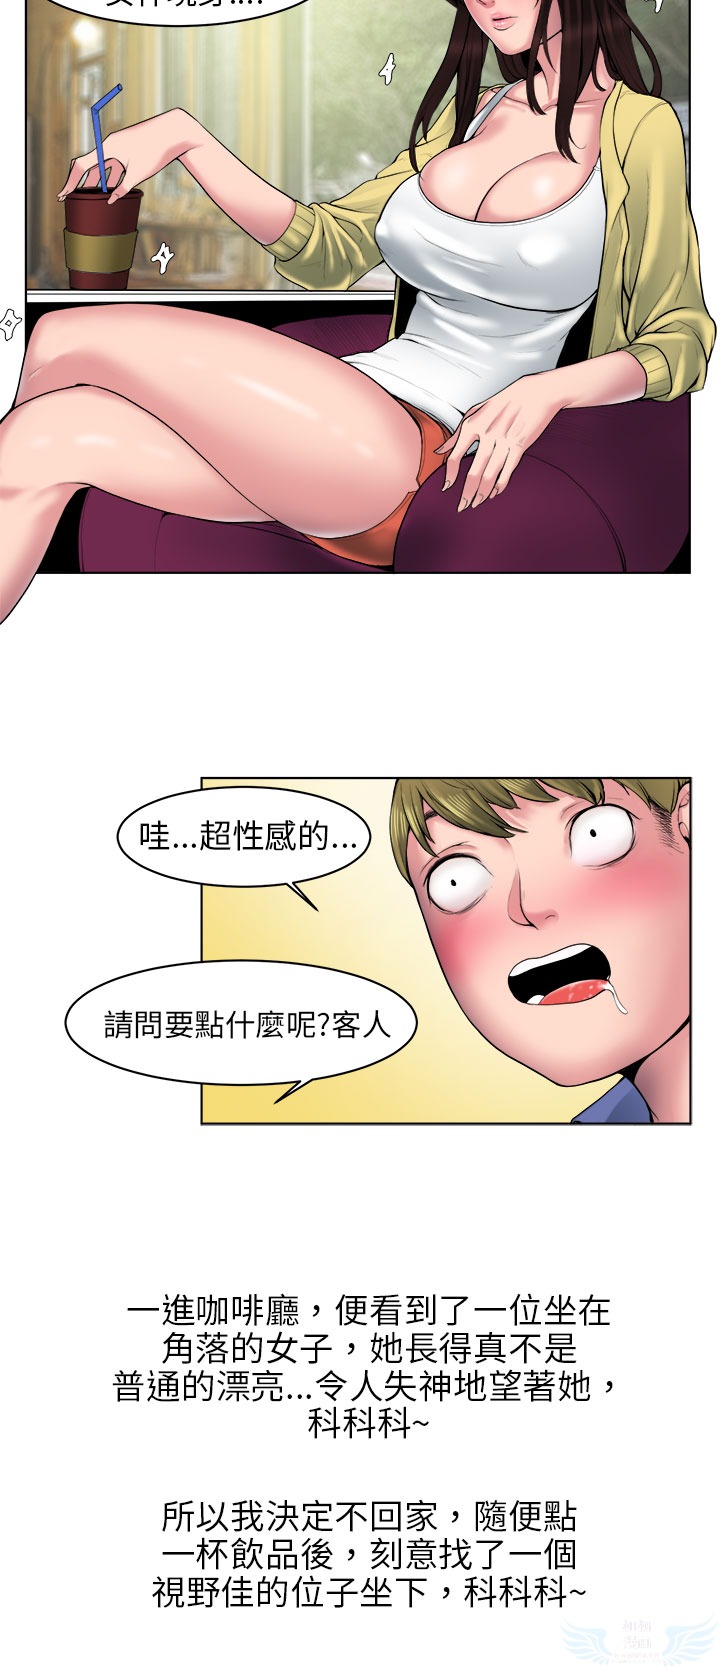 哇...超性感的...
請問要點什麼呢?客人
一進咖啡廳，便看到了一位坐在
角落的女子，她長得真不是
普通的漂亮...令人失神地望著她，
科科科~
所以我決定不回家，隨便點
一杯飲品後，刻意找了一個
視野佳的位子坐下，科科科~